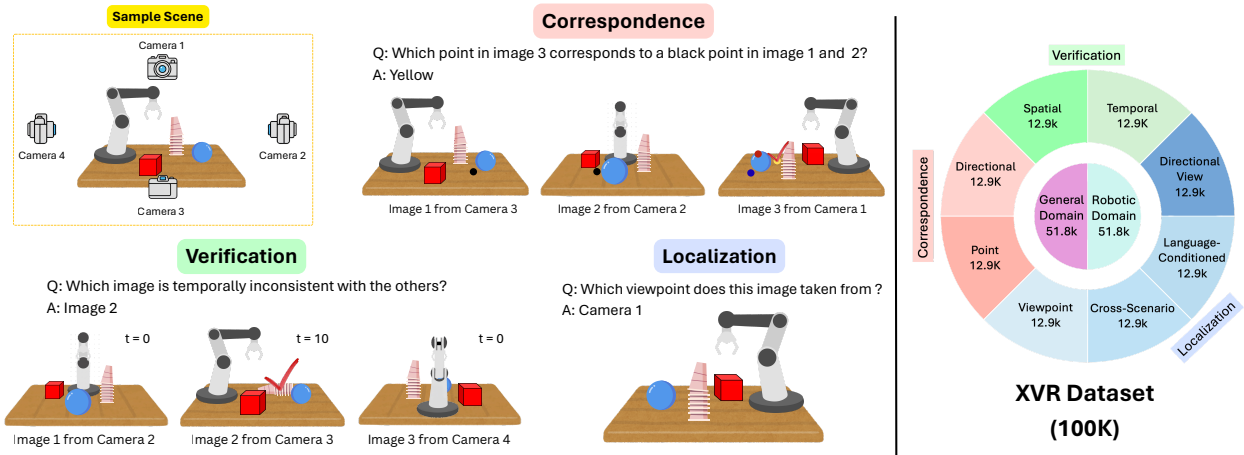 Sample Scene
Camera 1
Camera 4
Camera 2
Camera 3
Correspondence
Q: Which point in image 3 corresponds to a black point in image 1 and 2?
A: Yellow
Image 1 from Camera 3
Image 2 from Camera 2
Image 3 from Camera 1
Verification
Q: Which image is temporally inconsistent with the others?
A: Image 2
t = 0
t = 10
t = 0
Image 1 from Camera 2
Image 2 from Camera 3
Image 3 from Camera 4
Localization
Q: Which viewpoint does this image taken from ?
A: Camera 1
Verification
Spatial
12.9k
Temporal
12.9K
Directional
12.9K
Directional
View
12.9k
General
Domain
51.8k
Robotic
Domain
51.8k
Correspondence
Point
12.9K
Language-
Conditioned
12.9k
Viewpoint
12.9k
Cross-Scenario
12.9k
Localization
XVR Dataset
(100K)